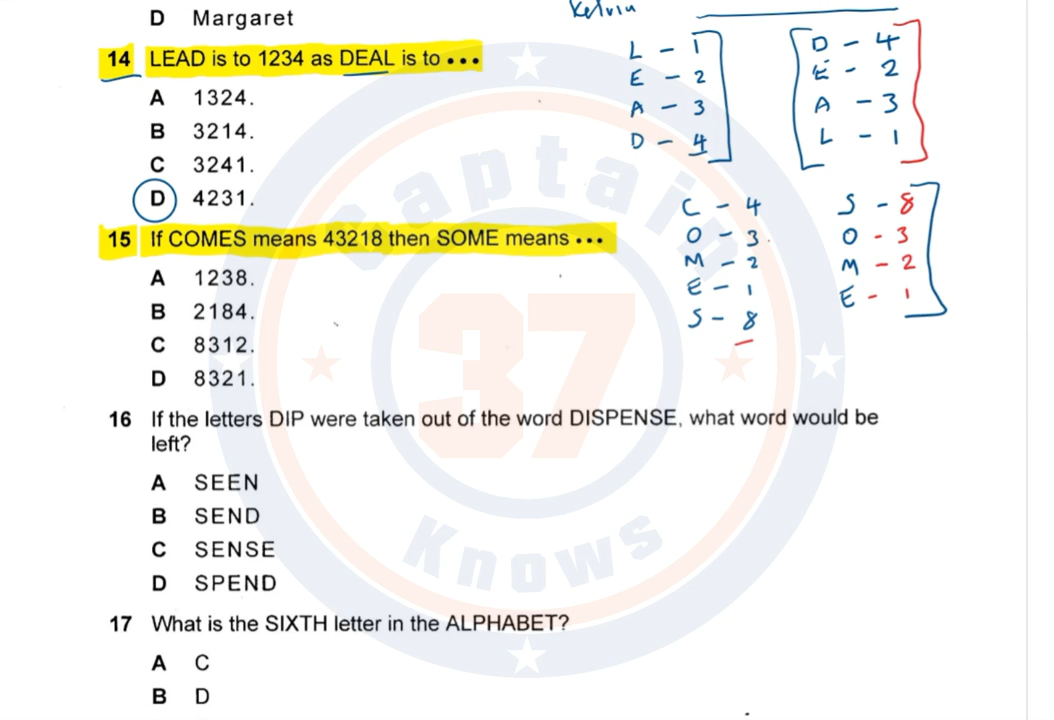 D Margaret
Kelvin
14 LEAD is to 1234 as DEAL is to •••
A 1324.
B 3214.
C 3241.
D 4231.
L - 1
E - 2
A - 3
D - 4
D - 4
E - 2
A - 3
L - 1
15 If COMES means 43218 then SOME means •••
A 1238.
B 2184.
C 8312.
D 8321.
C - 4
O - 3
M - 2
E - 1
S - 8
S - 8
O - 3
M - 2
E - 1
16 If the letters DIP were taken out of the word DISPENSE, what word would be
left?
A SEEN
B SEND
C SENSE
D SPEND
17 What is the SIXTH letter in the ALPHABET?
A C
B D
Captain
37
Knows